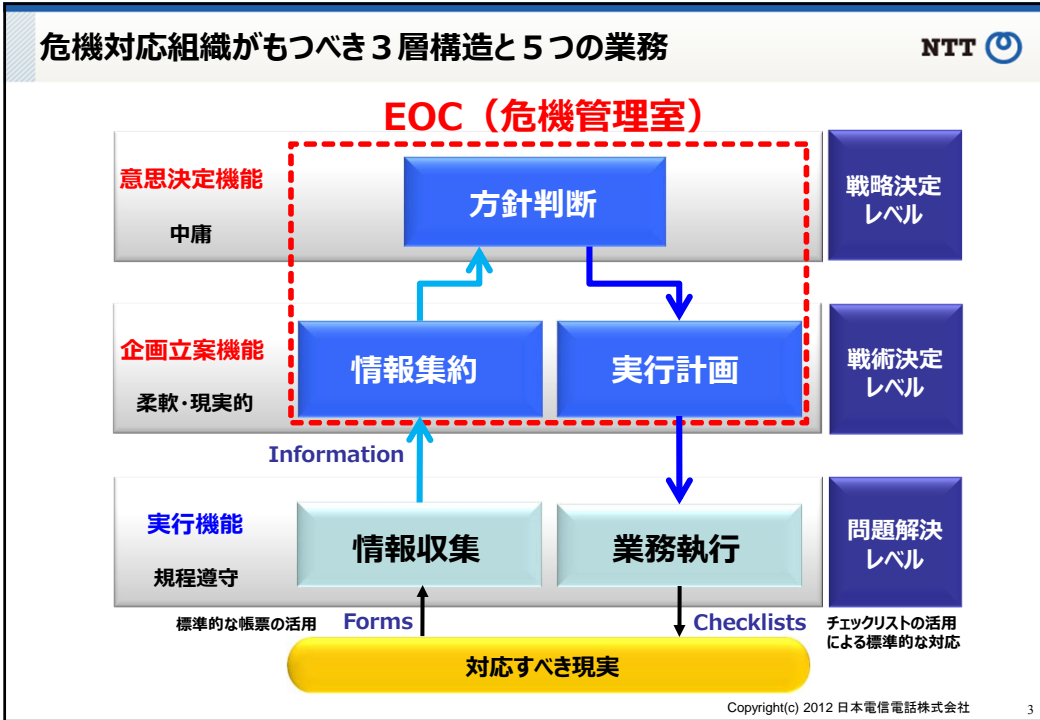 危機対応組織がもつべき3層構造と5つの業務
NTT
EOC（危機管理室）
意思決定機能
中庸
方針判断
戦略決定
レベル
企画立案機能
柔軟・現実的
情報集約
実行計画
戦術決定
レベル
Information
実行機能
規程遵守
情報収集
業務執行
問題解決
レベル
標準的な帳票の活用
Forms
Checklists
チェックリストの活用
による標準的な対応
対応すべき現実
Copyright(c) 2012 日本電信電話株式会社
3